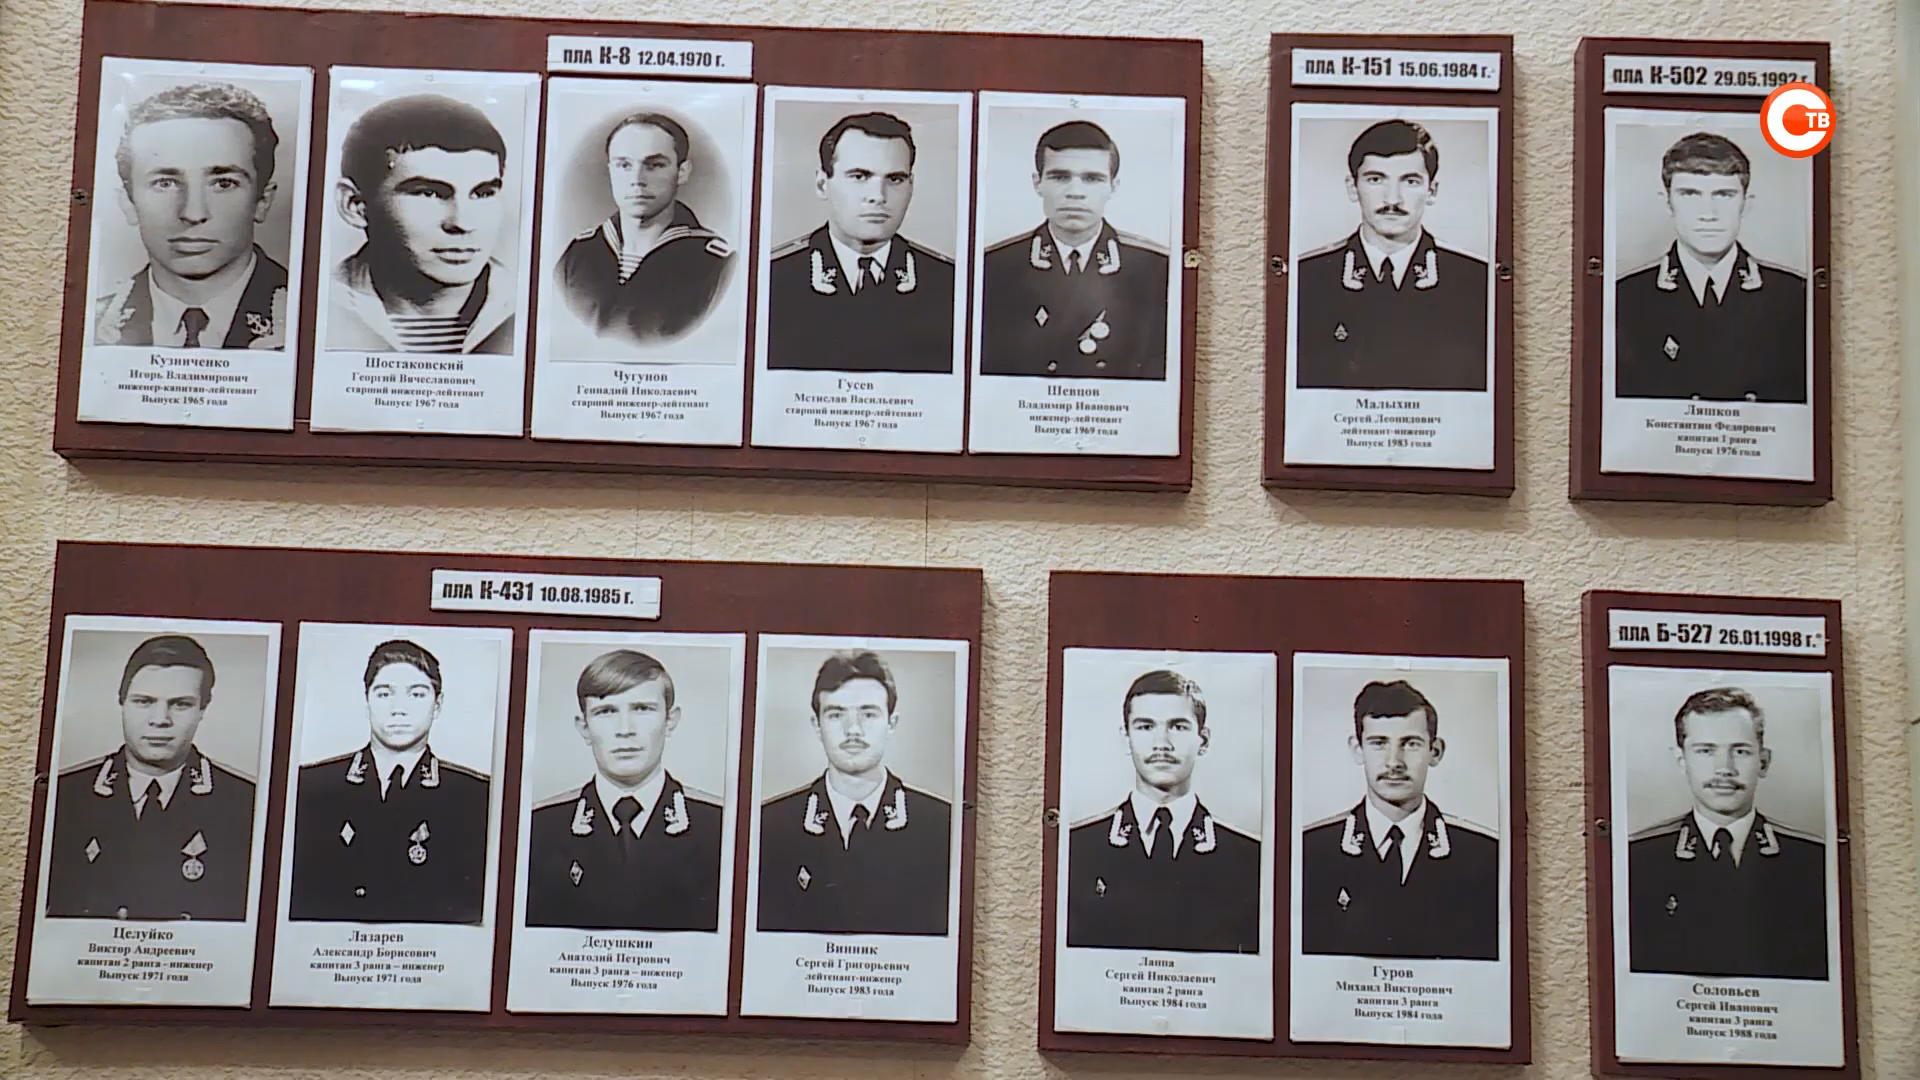 ПЛА К-8 12.04.1970 г.
Кузниченко
Игорь Владимирович
инженер-капитан-лейтенант
Выпуск 1965 года
Шостаковский
Георгий Вячеславович
старший инженер-лейтенант
Выпуск 1967 года
Чугунов
Геннадий Николаевич
старший инженер-лейтенант
Выпуск 1967 года
Гусев
Мстислав Васильевич
старший инженер-лейтенант
Выпуск 1967 года
Шевцов
Владимир Иванович
инженер-лейтенант
Выпуск 1969 года
ПЛА К-151 15.06.1984 г.
Малыхин
Сергей Леонидович
лейтенант-инженер
Выпуск 1983 года
ПЛА К-502 29.05.1992 г.
Ляшков
Константин Федорович
капитан 1 ранга
Выпуск 1976 года
СТВ
ПЛА К-431 10.08.1985 г.
Целуйко
Виктор Андреевич
капитан 2 ранга – инженер
Выпуск 1971 года
Лазарев
Александр Борисович
капитан 3 ранга – инженер
Выпуск 1971 года
Дедушкин
Анатолий Петрович
капитан 3 ранга – инженер
Выпуск 1976 года
Винник
Сергей Григорьевич
лейтенант-инженер
Выпуск 1983 года
Лаппа
Сергей Николаевич
капитан 2 ранга
Выпуск 1984 года
Гуров
Михаил Викторович
капитан 3 ранга
Выпуск 1984 года
ПЛА Б-527 26.01.1998 г.
Соловьев
Сергей Иванович
капитан 3 ранга
Выпуск 1988 года